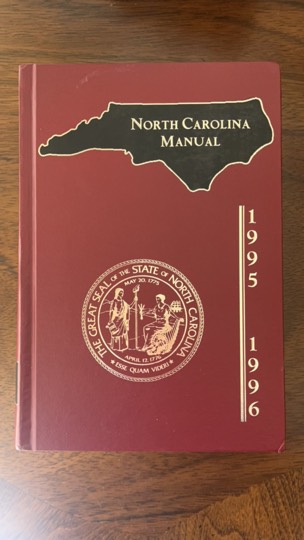 NORTH CAROLINA
MANUAL
1995
1996
THE GREAT SEAL OF THE STATE OF NORTH CAROLINA
MAY 20, 1775
APRIL 12, 1776
ESSE QUAM VIDERI